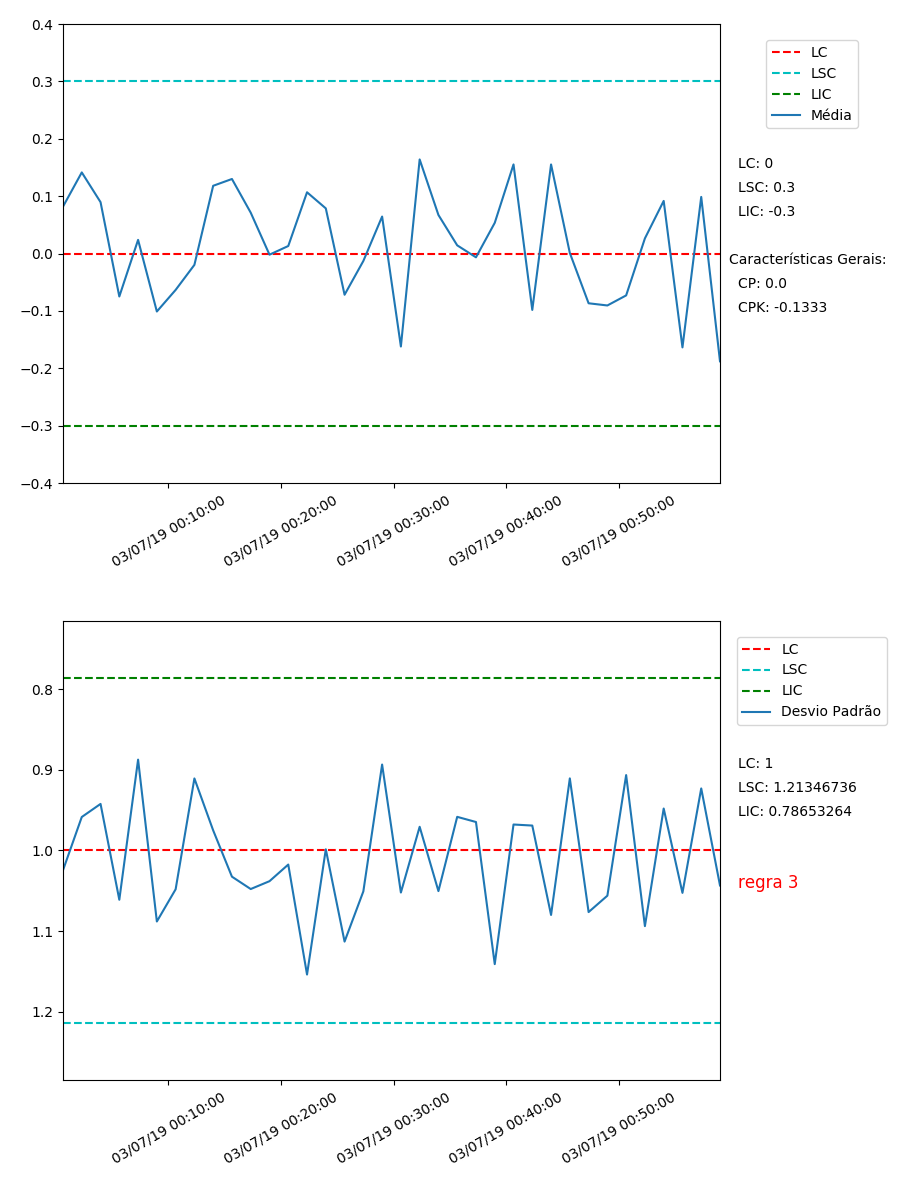 0.4
0.3
0.2
0.1
0.0
−0.1
−0.2
−0.3
−0.4
03/07/19 00:10:00
03/07/19 00:20:00
03/07/19 00:30:00
03/07/19 00:40:00
03/07/19 00:50:00
LC
LSC
LIC
Média
LC: 0
LSC: 0.3
LIC: -0.3
Características Gerais:
CP: 0.0
CPK: -0.1333
0.8
0.9
1.0
1.1
1.2
03/07/19 00:10:00
03/07/19 00:20:00
03/07/19 00:30:00
03/07/19 00:40:00
03/07/19 00:50:00
LC
LSC
LIC
Desvio Padrão
LC: 1
LSC: 1.21346736
LIC: 0.78653264
regra 3